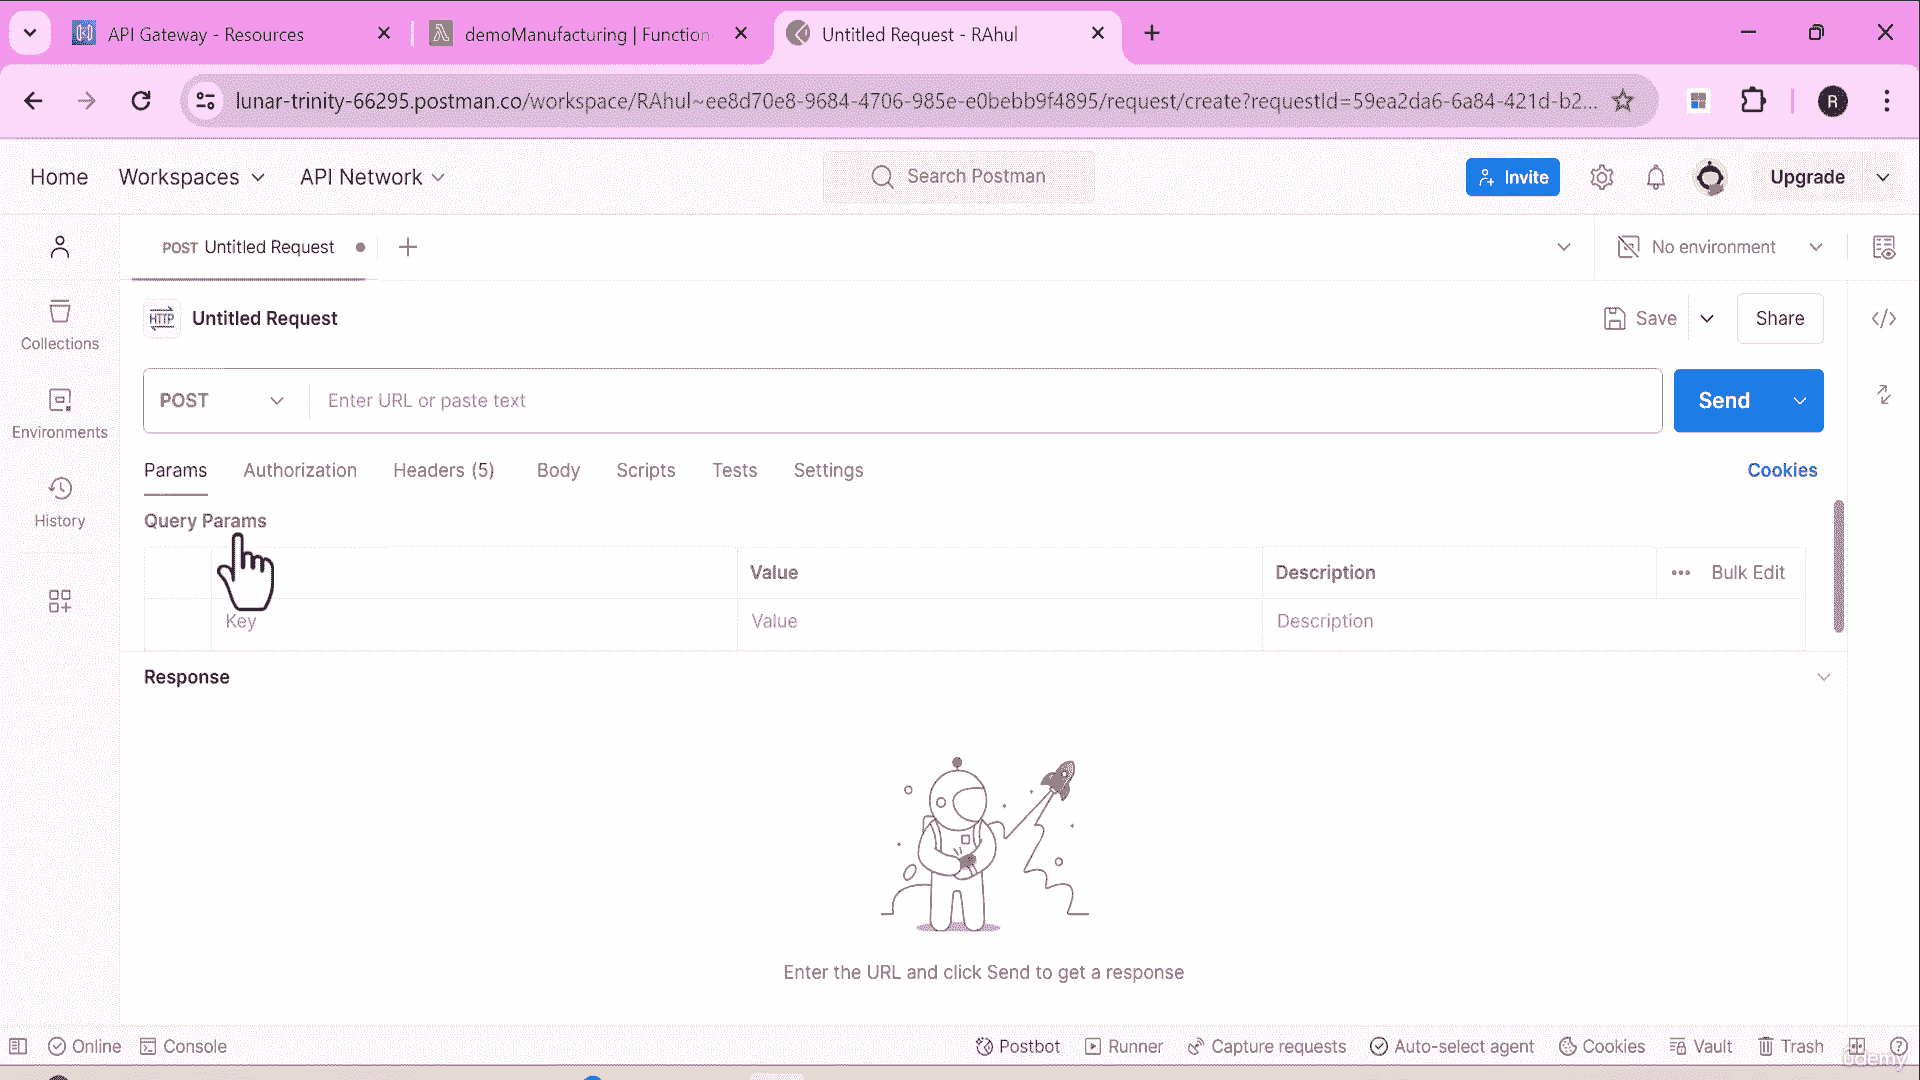 API Gateway - Resources
demoManufacturing | Function
Untitled Request - RAhul
lunar-trinity-66295.postman.co/workspace/RAhul~ee8d70e8-9684-4706-985e-e0bebb9f4895/request/create?requestId=59ea2da6-6a84-421d-b2...
R
Home
Workspaces
API Network
Search Postman
Invite
Upgrade
POST Untitled Request
No environment
HTTP
Untitled Request
Save
Share
Collections
POST
Enter URL or paste text
Send
Environments
Params
Authorization
Headers (5)
Body
Scripts
Tests
Settings
Cookies
History
Query Params
Value
Description
Bulk Edit
Key
Value
Description
Response
Enter the URL and click Send to get a response
Online
Console
Postbot
Runner
Capture requests
Auto-select agent
Cookies
Vault
Trash
udemy